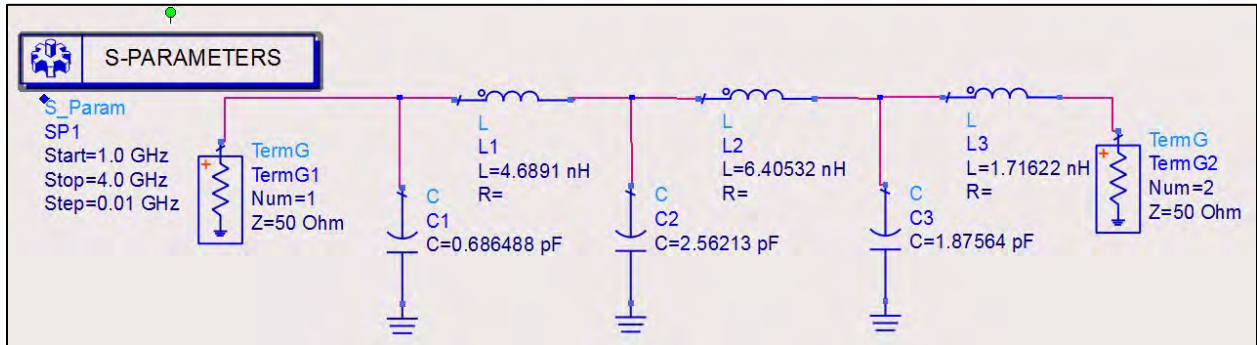 S-PARAMETERS
S_Param
SP1
Start=1.0 GHz
Stop=4.0 GHz
Step=0.01 GHz
+
TermG
TermG1
Num=1
Z=50 Ohm
C
C1
C=0.686488 pF
L
L1
L=4.6891 nH
R=
C
C2
C=2.56213 pF
L
L2
L=6.40532 nH
R=
C
C3
C=1.87564 pF
L
L3
L=1.71622 nH
R=
+
TermG
TermG2
Num=2
Z=50 Ohm